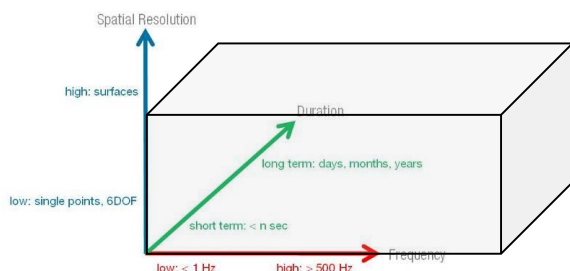 Spatial Resolution
high: surfaces
Duration
long term: days, months, years
low: single points, 6DOF
short term: < n sec
Frequency
low: < 1 Hz
high: > 500 Hz